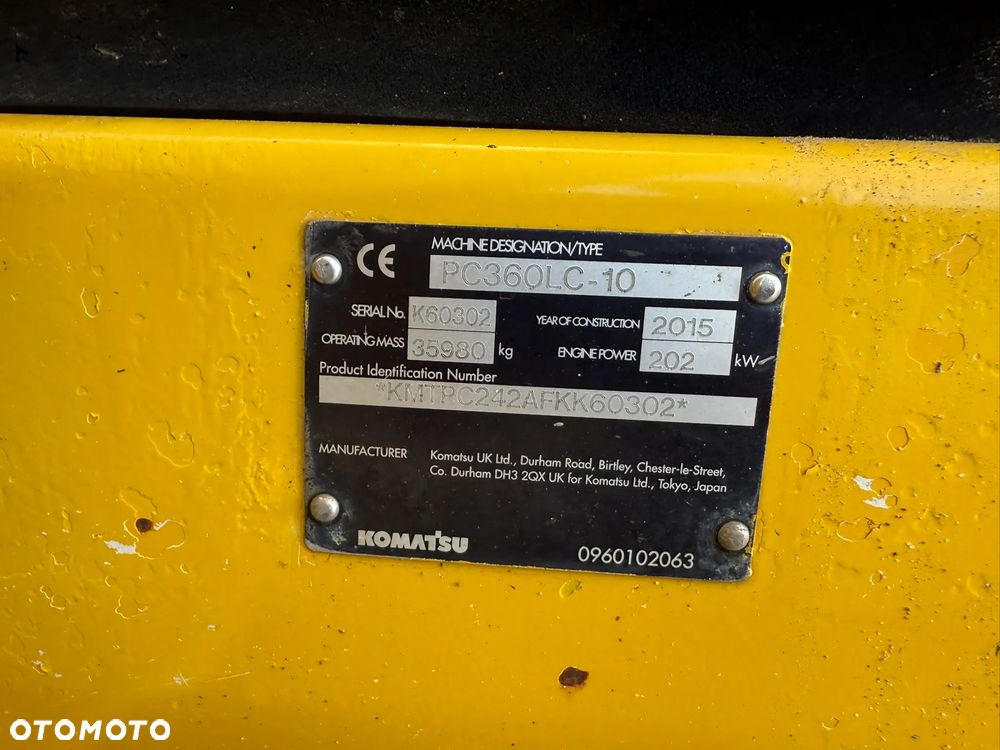 CE
MACHINE DESIGNATION/TYPE
PC360LC-10
SERIAL No. K60302 YEAR OF CONSTRUCTION 2015
OPERATING MASS 35980 kg ENGINE POWER 202 kW
Product Identification Number
*KMTPC242AFKK60302*
MANUFACTURER Komatsu UK Ltd., Durham Road, Birtley, Chester-le-Street,
Co. Durham DH3 2QX UK for Komatsu Ltd., Tokyo, Japan
KOMATSU 0960102063
OTOMOTO